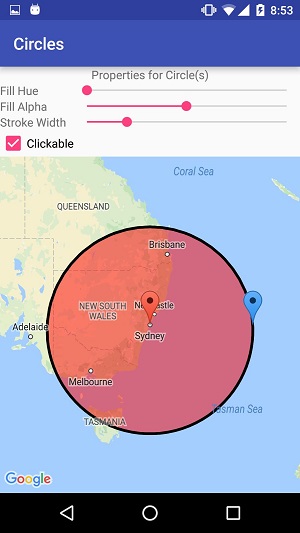 8:53
Circles
Properties for Circle(s)
Fill Hue
Fill Alpha
Stroke Width
Clickable
Coral Sea
QUEENSLAND
Brisbane
NEW SOUTH
WALES
Newcastle
Adelaide
Sydney
Melbourne
Tasman Sea
TASMANIA
Google